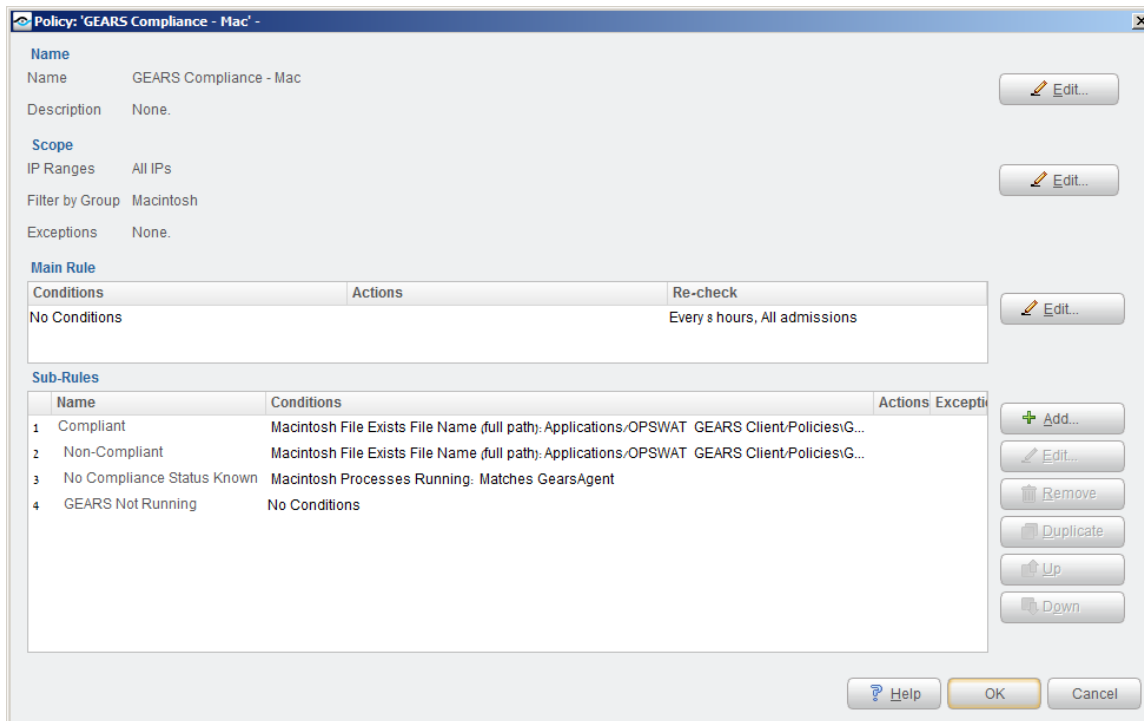 Policy: 'GEARS Compliance - Mac' -
Name
Name GEARS Compliance - Mac
Edit...
Description None.
Scope
IP Ranges All IPs
Edit...
Filter by Group Macintosh
Exceptions None.
Main Rule
Conditions Actions Re-check
No Conditions Every 8 hours, All admissions
Edit...
Sub-Rules
Name Conditions Actions Excepti
1 Compliant Macintosh File Exists File Name (full path): Applications/OPSWAT GEARS Client/Policies\G...
2 Non-Compliant Macintosh File Exists File Name (full path): Applications/OPSWAT GEARS Client/Policies\G...
3 No Compliance Status Known Macintosh Processes Running: Matches GearsAgent
4 GEARS Not Running No Conditions
Add...
Edit...
Remove
Duplicate
Up
Down
Help OK Cancel